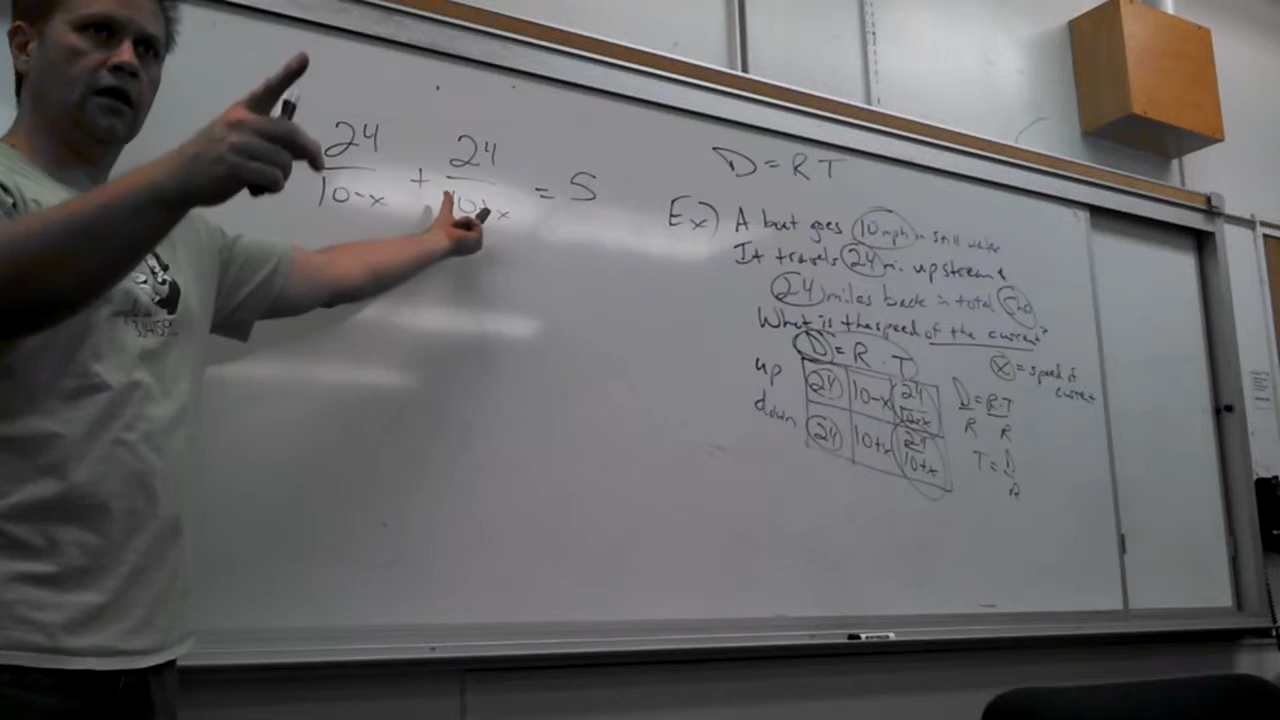 24/10-x + 24/10+x = 5
D = RT
Ex) A boat goes 10 mph in still water
It travels 24 mi. upstream &
24 miles back in total 5 hrs
What is the speed of the current?
D = R · T
x = speed of current
up 24 10-x 24/10-x
down 24 10+x 24/10+x
D/R = R·T/R
T = D/R